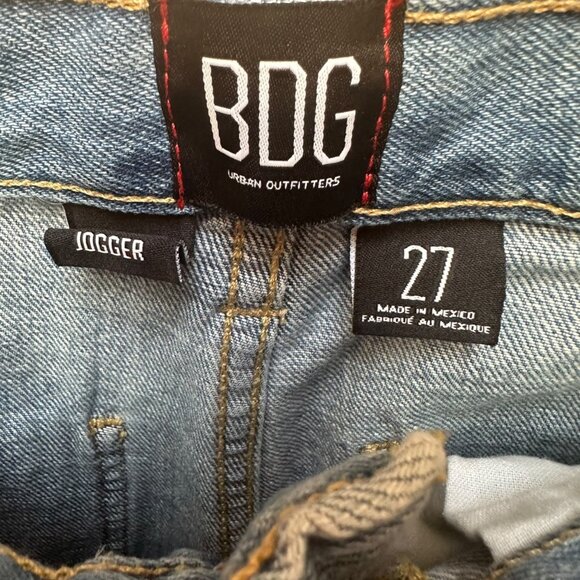 BDG
URBAN OUTFITTERS
JOGGER
27
MADE IN MEXICO
FABRIQUÉ AU MEXIQUE